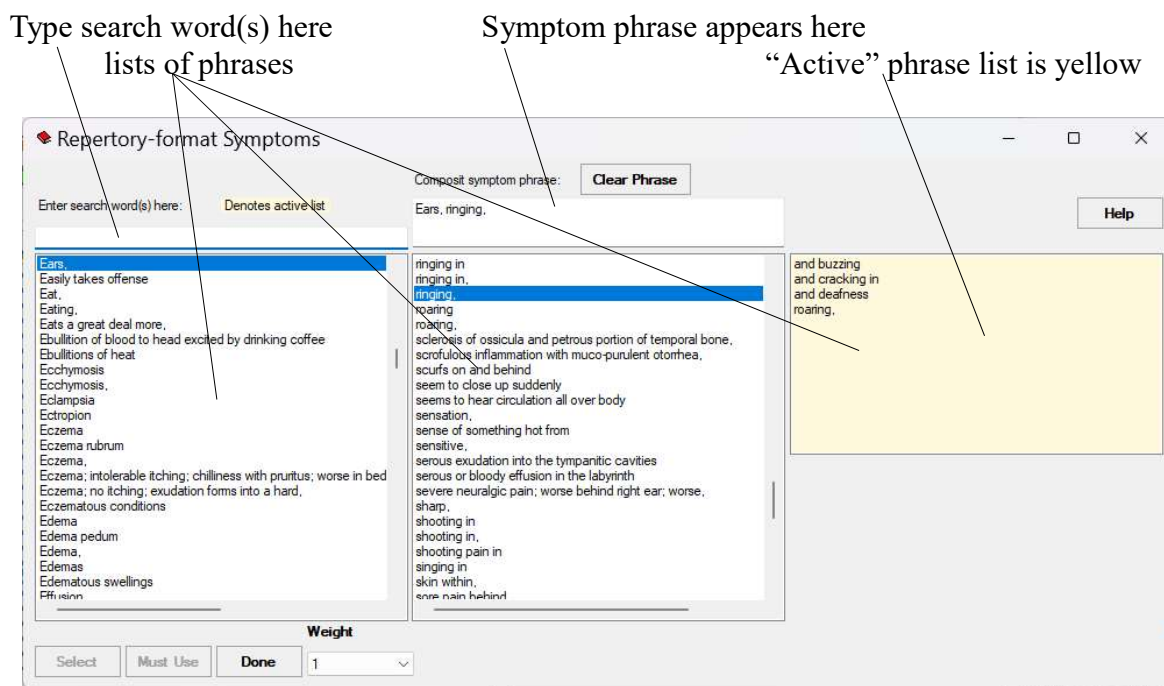 Type search word(s) here
Symptom phrase appears here
lists of phrases
“Active” phrase list is yellow
Repertory-format Symptoms
Composit symptom phrase:
Clear Phrase
Enter search word(s) here:
Denotes active list
Ears, ringing,
Help
Ears,
Easily takes offense
Eat,
Eating,
Eats a great deal more,
Ebullition of blood to head excited by drinking coffee
Ebullitions of heat
Ecchymosis
Ecchymosis,
Eclampsia
Ectropion
Eczema
Eczema rubrum
Eczema,
Eczema; intolerable itching; chilliness with pruritus; worse in bed
Eczema; no itching; exudation forms into a hard,
Eczematous conditions
Edema
Edema pedum
Edema,
Edemas
Edematous swellings
Effusion
ringing in
ringing in,
ringing,
roaring
roaring,
sclerosis of ossicula and petrous portion of temporal bone,
scrofulous inflammation with muco-purulent otorrhea,
scurfs on and behind
seem to close up suddenly
seems to hear circulation all over body
sensation,
sense of something hot from
sensitive,
serous exudation into the tympanitic cavities
serous or bloody effusion in the labyrinth
severe neuralgic pain; worse behind right ear; worse,
sharp,
shooting in
shooting in,
shooting pain in
singing in
skin within,
sore pain behind
and buzzing
and cracking in
and deafness
roaring,
Weight
Select
Must Use
Done
1